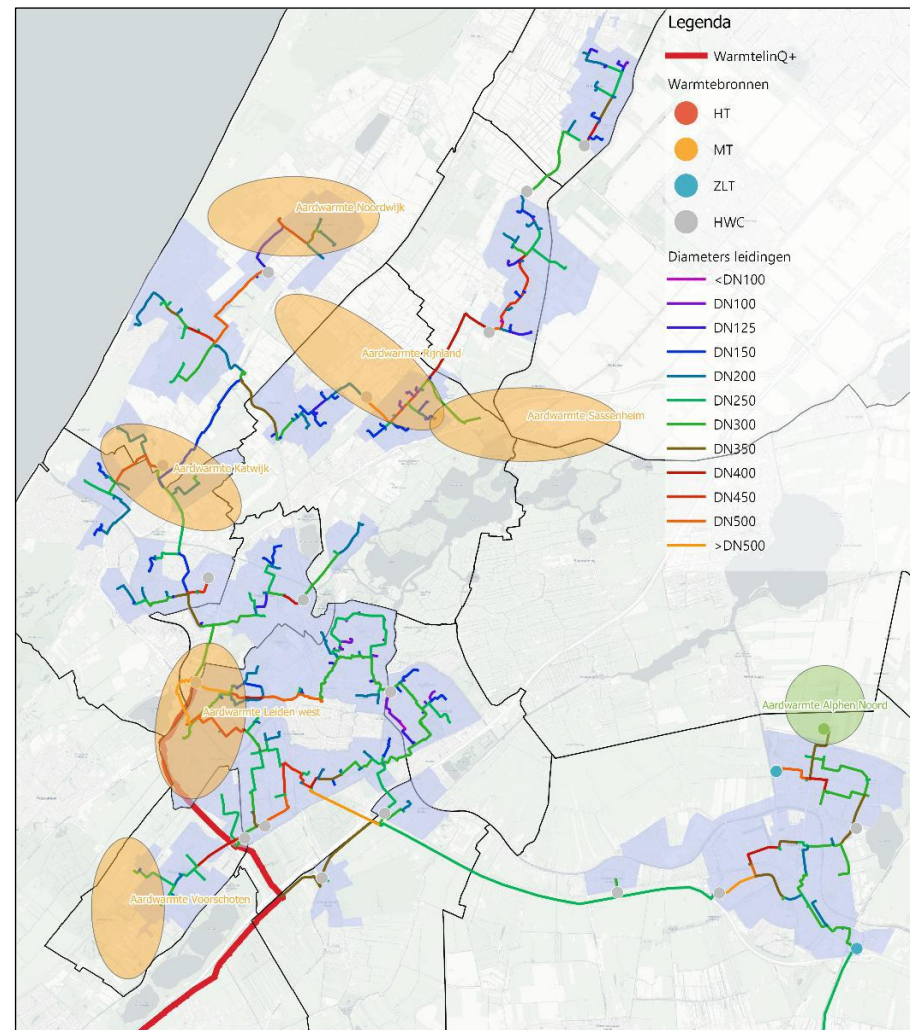 Legenda
WarmtelinQ+
Warmtebronnen
HT
MT
ZLT
HWC
Diameters leidingen
<DN100
DN100
DN125
DN150
DN200
DN250
DN300
DN350
DN400
DN450
DN500
>DN500
Aardwarmte Noordwijk
Aardwarmte Rijnland
Aardwarmte Sassenheim
Aardwarmte Katwijk
Aardwarmte Leiden west
Aardwarmte Alphen Noord
Aardwarmte Voorschoten